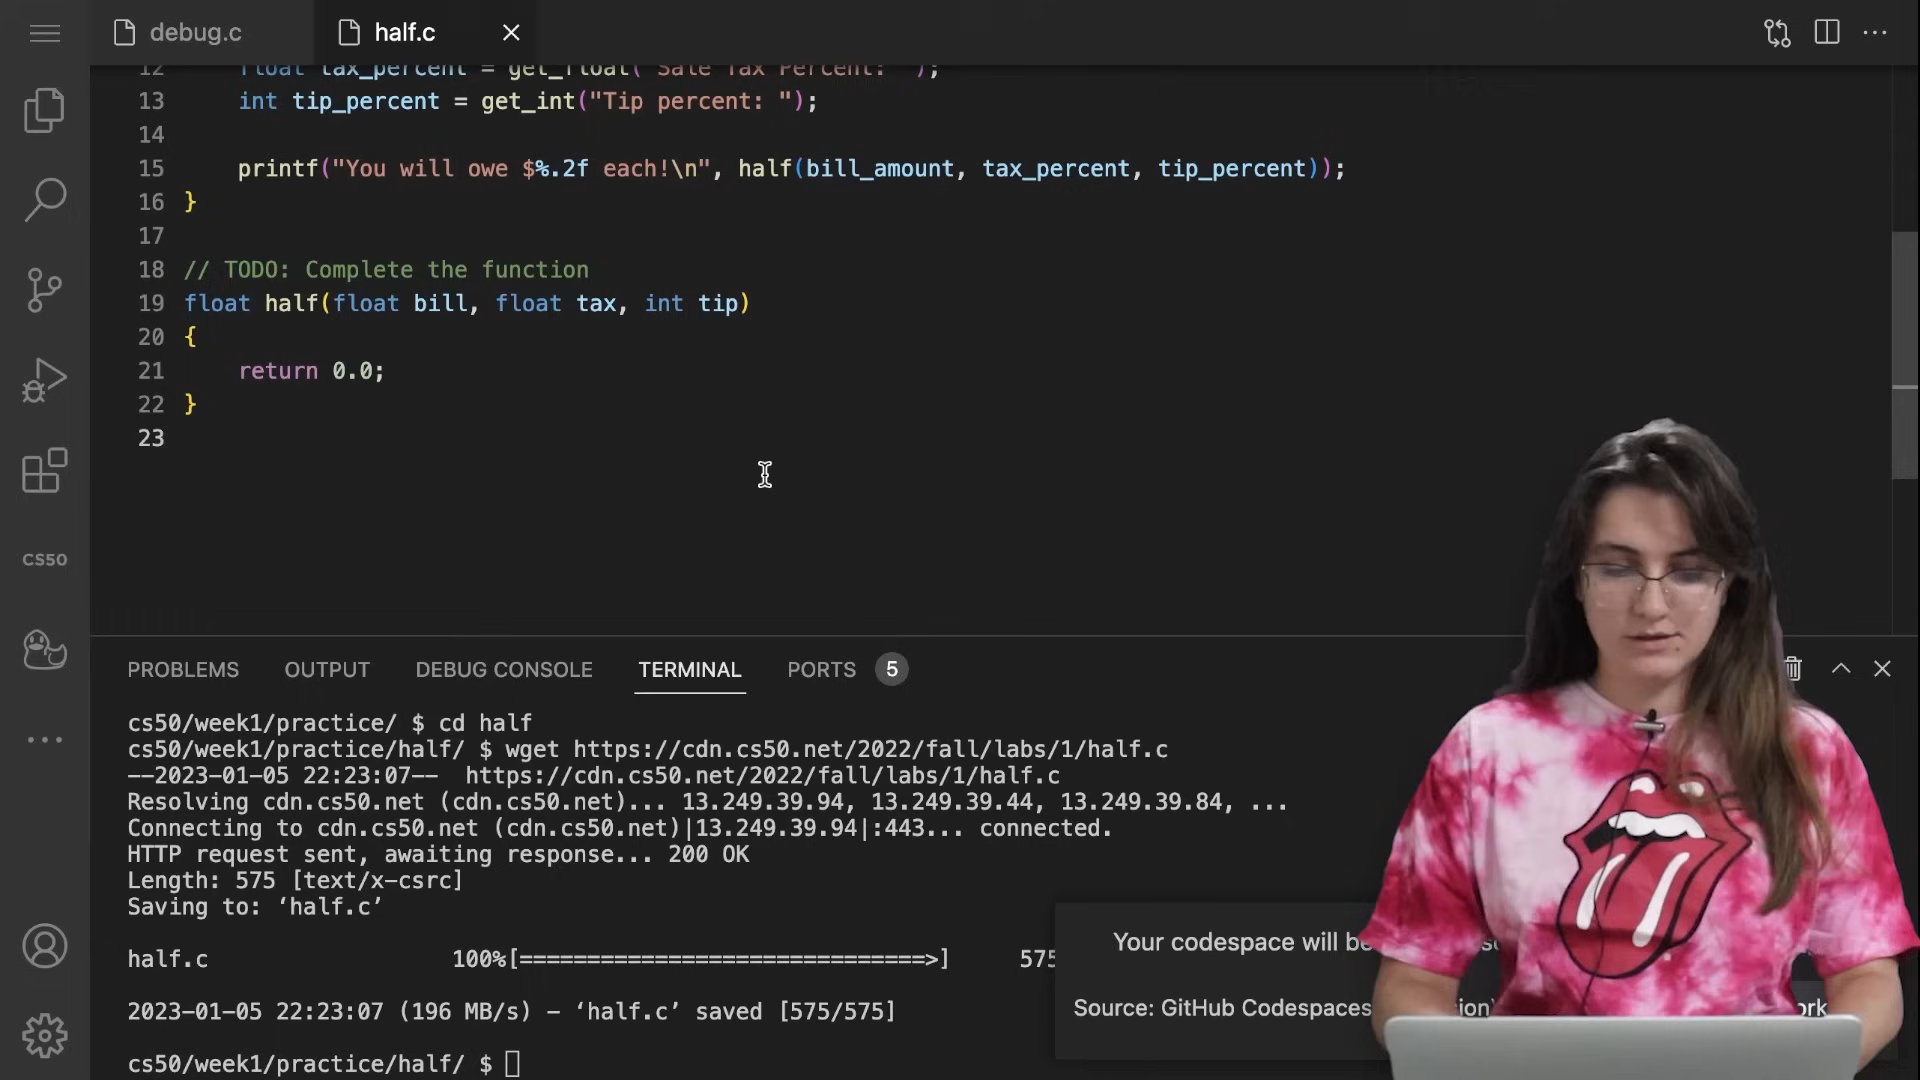 debug.c
half.c
12 float tax_percent = get_float("Sale Tax Percent: ");
13 int tip_percent = get_int("Tip percent: ");
14
15 printf("You will owe $%.2f each!\n", half(bill_amount, tax_percent, tip_percent));
16 }
17
18 // TODO: Complete the function
19 float half(float bill, float tax, int tip)
20 {
21 return 0.0;
22 }
23
CS50
PROBLEMS OUTPUT DEBUG CONSOLE TERMINAL PORTS 5
cs50/week1/practice/ $ cd half
cs50/week1/practice/half/ $ wget https://cdn.cs50.net/2022/fall/labs/1/half.c
--2023-01-05 22:23:07-- https://cdn.cs50.net/2022/fall/labs/1/half.c
Resolving cdn.cs50.net (cdn.cs50.net)... 13.249.39.94, 13.249.39.44, 13.249.39.84, ...
Connecting to cdn.cs50.net (cdn.cs50.net)|13.249.39.94|:443... connected.
HTTP request sent, awaiting response... 200 OK
Length: 575 [text/x-csrc]
Saving to: ‘half.c’
half.c 100%[==============================>] 575
2023-01-05 22:23:07 (196 MB/s) - ‘half.c’ saved [575/575]
cs50/week1/practice/half/ $
Your codespace will be
Source: GitHub Codespaces